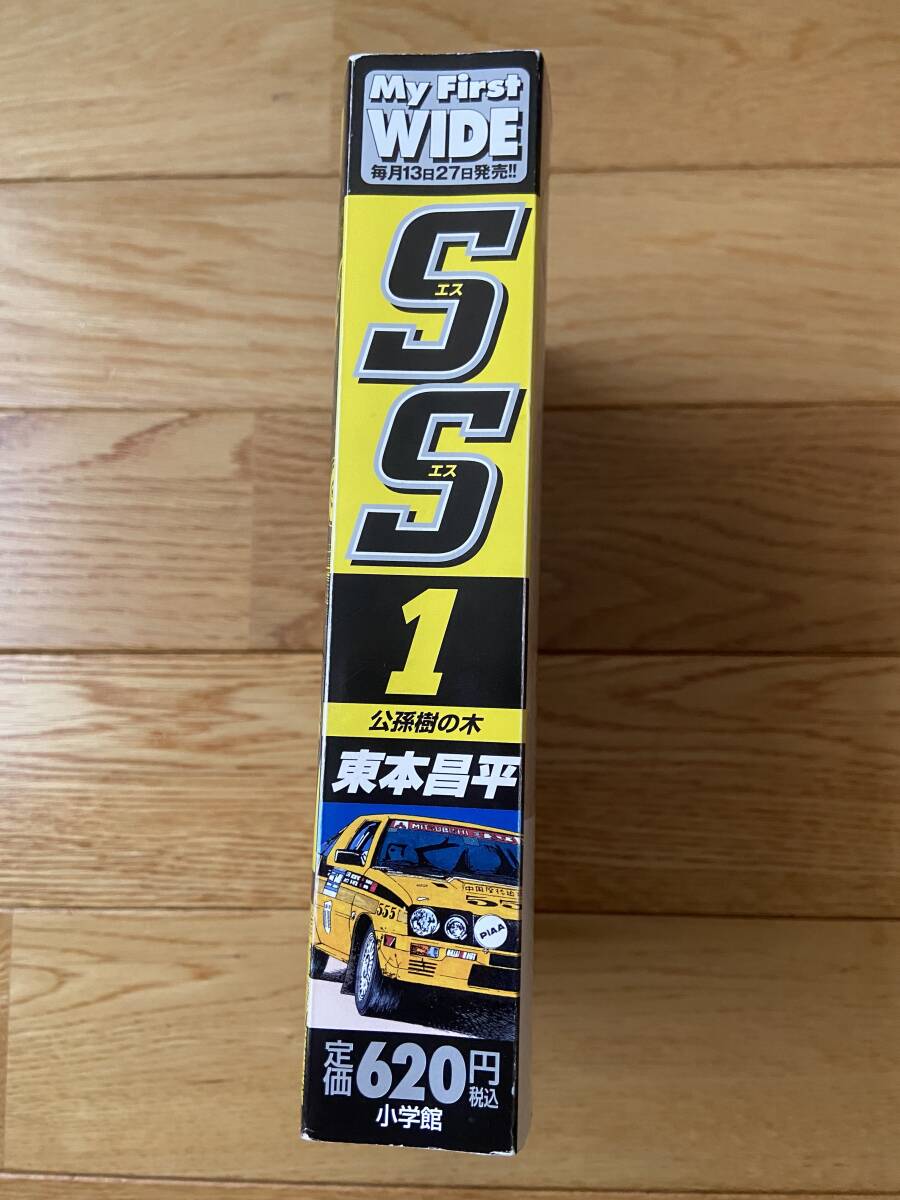 My First
WIDE
毎月13日27日発売!!
S
エス
S
エス
1
公孫樹の木
東本昌平
MITSUBISHI
555
555
PIAA
定価620円
税込
小学館